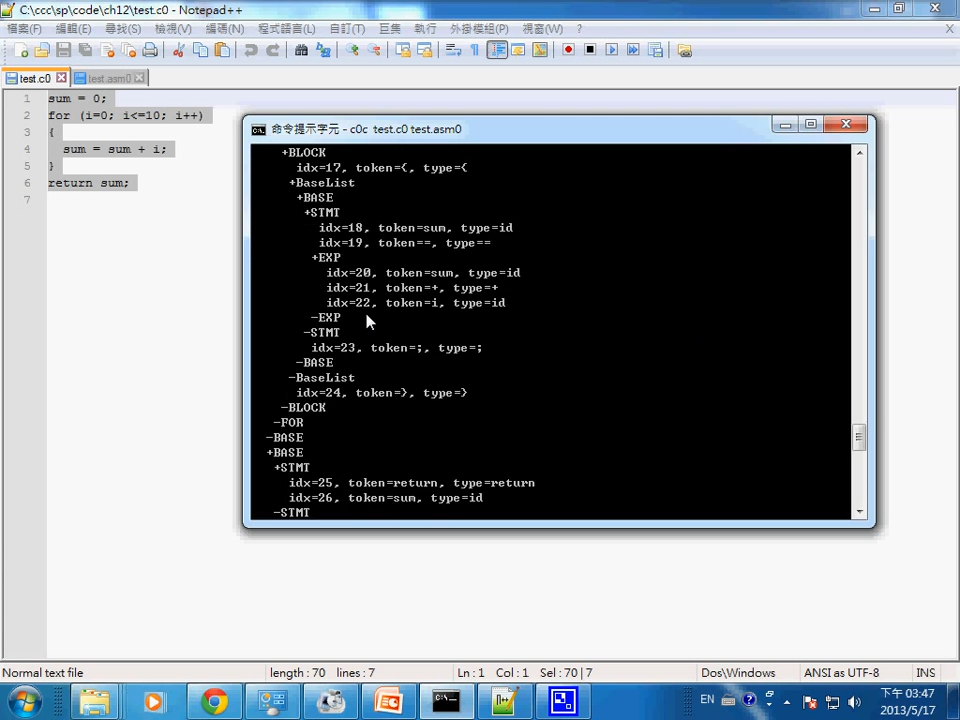 C:\ccc\sp\code\ch12\test.c0 - Notepad++
檔案(F) 編輯(E) 尋找(S) 檢視(V) 編碼(N) 程式語言(L) 自訂(T) 巨集 執行 外掛模組(P) 視窗(W) ? X
test.c0 test.asm0
1 sum = 0;
2 for (i=0; i<=10; i++)
3 {
4 sum = sum + i;
5 }
6 return sum;
7
命令提示字元 - c0c test.c0 test.asm0
+BLOCK
idx=17, token={, type={
+BaseList
+BASE
+STMT
idx=18, token=sum, type=id
idx=19, token==, type==
+EXP
idx=20, token=sum, type=id
idx=21, token=+, type=+
idx=22, token=i, type=id
-EXP
-STMT
idx=23, token=;, type=;
-BASE
-BaseList
idx=24, token=}, type=}
-BLOCK
-FOR
-BASE
+BASE
+STMT
idx=25, token=return, type=return
idx=26, token=sum, type=id
-STMT
Normal text file length : 70 lines : 7 Ln : 1 Col : 1 Sel : 70 | 7 Dos\Windows ANSI as UTF-8 INS
EN 下午 03:47
2013/5/17